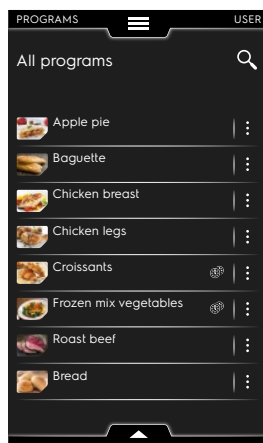 PROGRAMS USER
All programs
Apple pie
Baguette
Chicken breast
Chicken legs
Croissants
Frozen mix vegetables
Roast beef
Bread